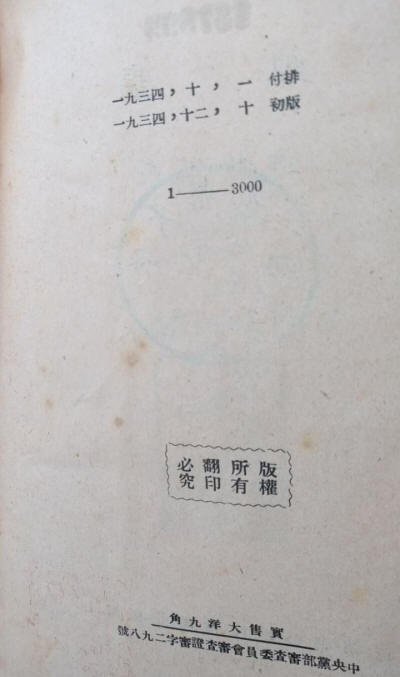 一九三四，十，一 付排
一九三四，十二，十 初版
1———3000
版權
所有
翻印
必究
實售大洋九角
中央黨部審查委員會審查證審字二九八號